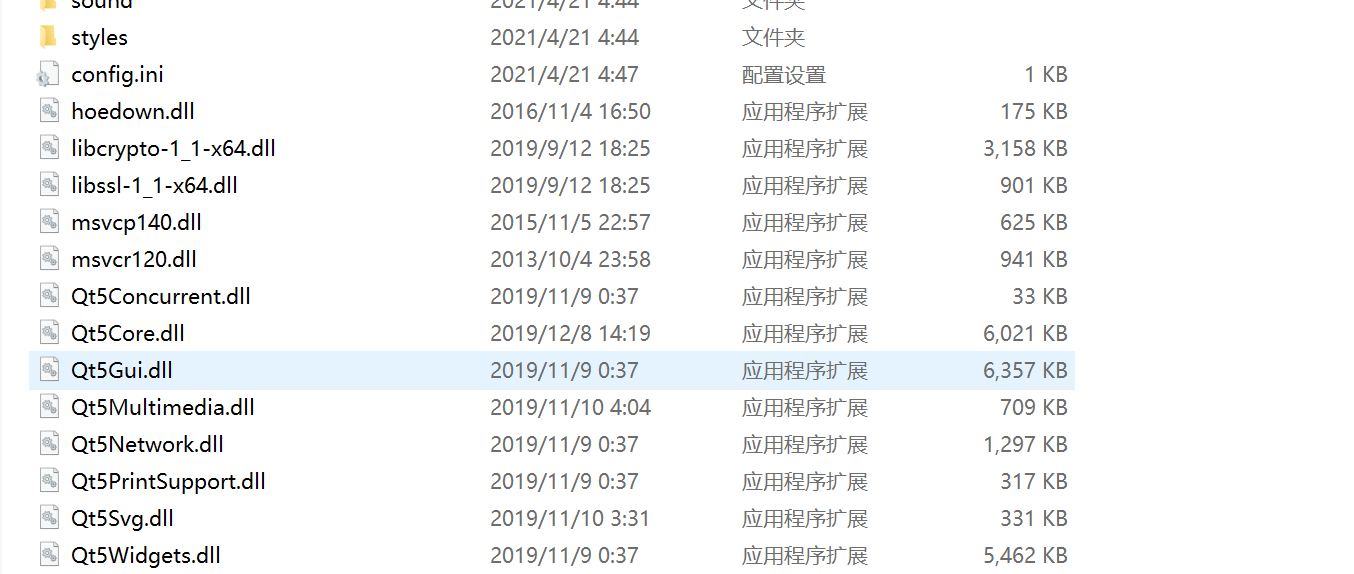 sound 2021/4/21 4:44 文件夹
styles 2021/4/21 4:44 文件夹
config.ini 2021/4/21 4:47 配置设置 1 KB
hoedown.dll 2016/11/4 16:50 应用程序扩展 175 KB
libcrypto-1_1-x64.dll 2019/9/12 18:25 应用程序扩展 3,158 KB
libssl-1_1-x64.dll 2019/9/12 18:25 应用程序扩展 901 KB
msvcp140.dll 2015/11/5 22:57 应用程序扩展 625 KB
msvcr120.dll 2013/10/4 23:58 应用程序扩展 941 KB
Qt5Concurrent.dll 2019/11/9 0:37 应用程序扩展 33 KB
Qt5Core.dll 2019/12/8 14:19 应用程序扩展 6,021 KB
Qt5Gui.dll 2019/11/9 0:37 应用程序扩展 6,357 KB
Qt5Multimedia.dll 2019/11/10 4:04 应用程序扩展 709 KB
Qt5Network.dll 2019/11/9 0:37 应用程序扩展 1,297 KB
Qt5PrintSupport.dll 2019/11/9 0:37 应用程序扩展 317 KB
Qt5Svg.dll 2019/11/10 3:31 应用程序扩展 331 KB
Qt5Widgets.dll 2019/11/9 0:37 应用程序扩展 5,462 KB